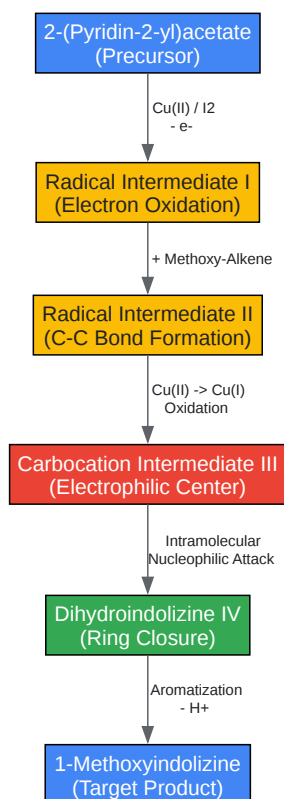 2-(Pyridin-2-yl)acetate
(Precursor)
Cu(II) / I2
- e-
Radical Intermediate I
(Electron Oxidation)
+ Methoxy-Alkene
Radical Intermediate II
(C-C Bond Formation)
Cu(II) -> Cu(I)
Oxidation
Carbocation Intermediate III
(Electrophilic Center)
Intramolecular
Nucleophilic Attack
Dihydroindolizine IV
(Ring Closure)
Aromatization
- H+
1-Methoxyindolizine
(Target Product)